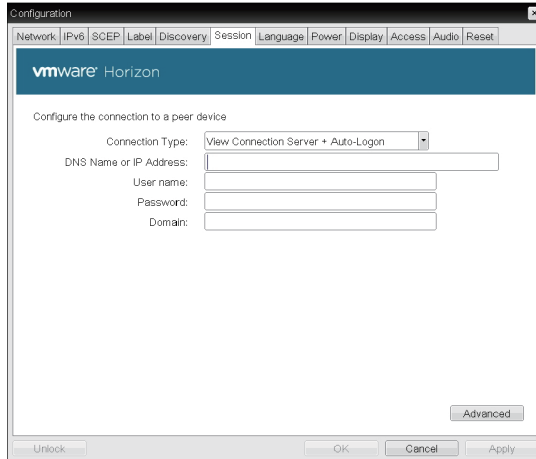 Configuration
Network IPv6 SCEP Label Discovery Session Language Power Display Access Audio Reset
vmware Horizon
Configure the connection to a peer device
Connection Type: View Connection Server + Auto-Logon
DNS Name or IP Address:
User name:
Password:
Domain:
Advanced
Unlock OK Cancel Apply